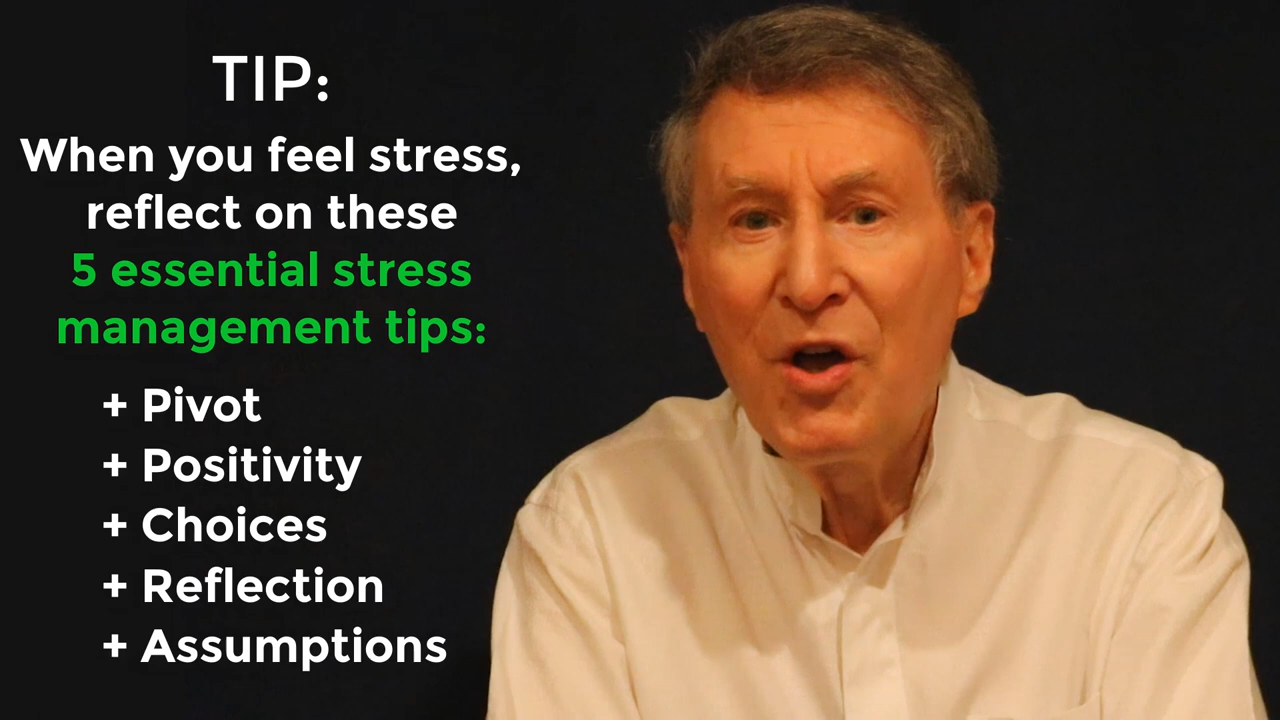 TIP:
When you feel stress,
reflect on these
5 essential stress
management tips:
+ Pivot
+ Positivity
+ Choices
+ Reflection
+ Assumptions